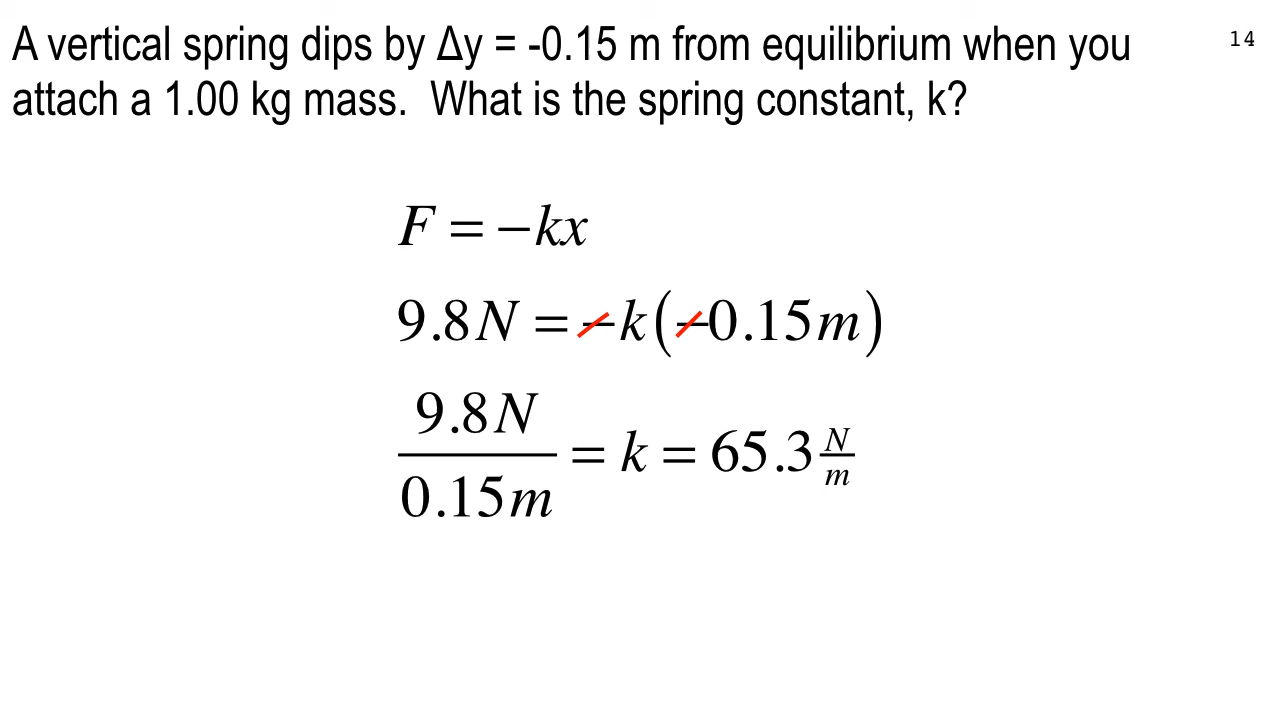 A vertical spring dips by Δy = -0.15 m from equilibrium when you
14
attach a 1.00 kg mass.  What is the spring constant, k?
F = −kx
9.8N = −k(−0.15m)
9.8N
0.15m
= k = 65.3 N/m